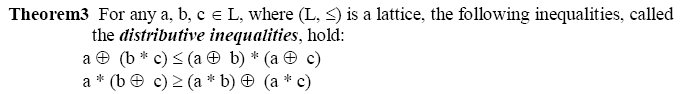 Theorem3 For any a, b, c ∈ L, where (L, ≤) is a lattice, the following inequalities, called
the distributive inequalities, hold:
a ⊕ (b * c) ≤ (a ⊕ b) * (a ⊕ c)
a * (b ⊕ c) ≥ (a * b) ⊕ (a * c)